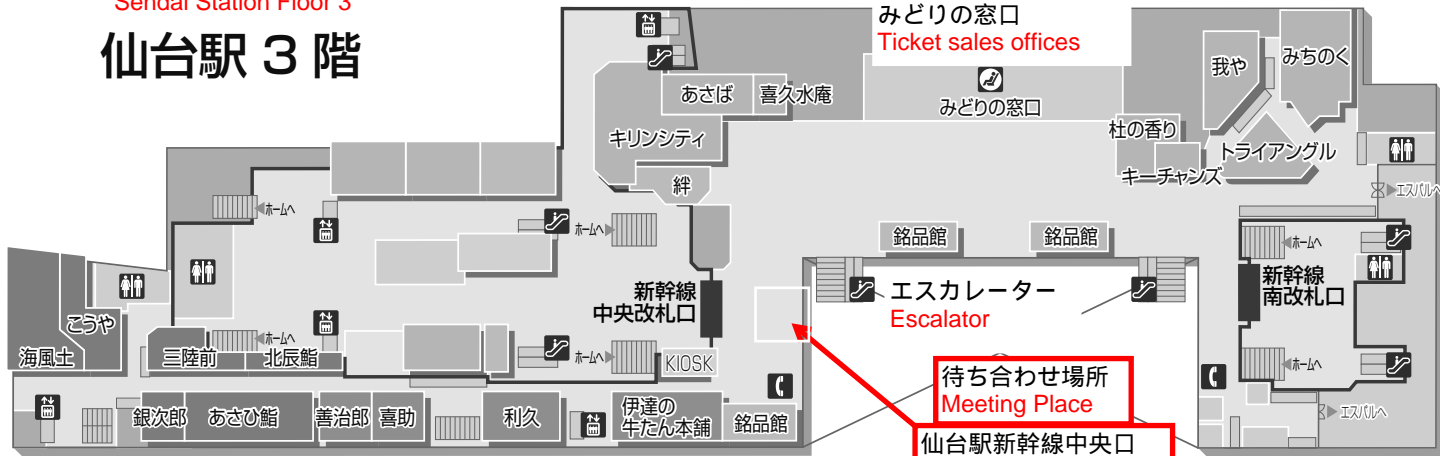 Sendai Station Floor 3
仙台駅 3 階
みどりの窓口
Ticket sales offices
みどりの窓口
あさば
喜久水庵
キリンシティ
絆
我や
みちのく
杜の香り
トライアングル
キーチャンズ
エスパルへ
ホームへ
ホームへ
銘品館
銘品館
ホームへ
新幹線
中央改札口
エスカレーター
Escalator
新幹線
南改札口
こうや
海風土
三陸前
北辰鮨
ホームへ
ホームへ
KIOSK
ホームへ
待ち合わせ場所
Meeting Place
銀次郎
あさひ鮨
善治郎
喜助
利久
伊達の
牛たん本舗
銘品館
エスパルへ
仙台駅新幹線中央口